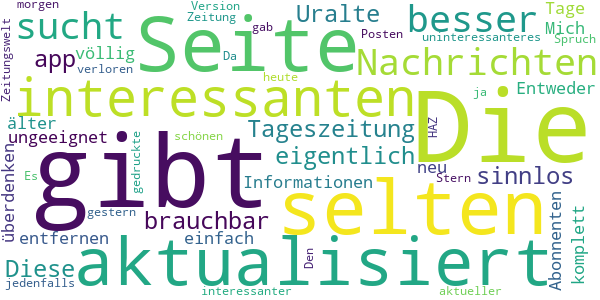 morgen Version Zeitung Uralte besser Tage
sucht Seite gab Posten uninteressanteres Mich Spruch
Zeitungswelt app völlig verloren Da Nachrichten Entweder
interessanten heute ja
älter Tageszeitung HAZ Die
ungeeignet schönen eigentlich neu sinnlos
überdenken gibt gedruckte Informationen Stern
Es gestern brauchbar selten Abonnenten komplett
entfernen einfach Den
Diese aktualisiert
jedenfalls interessanter aktueller